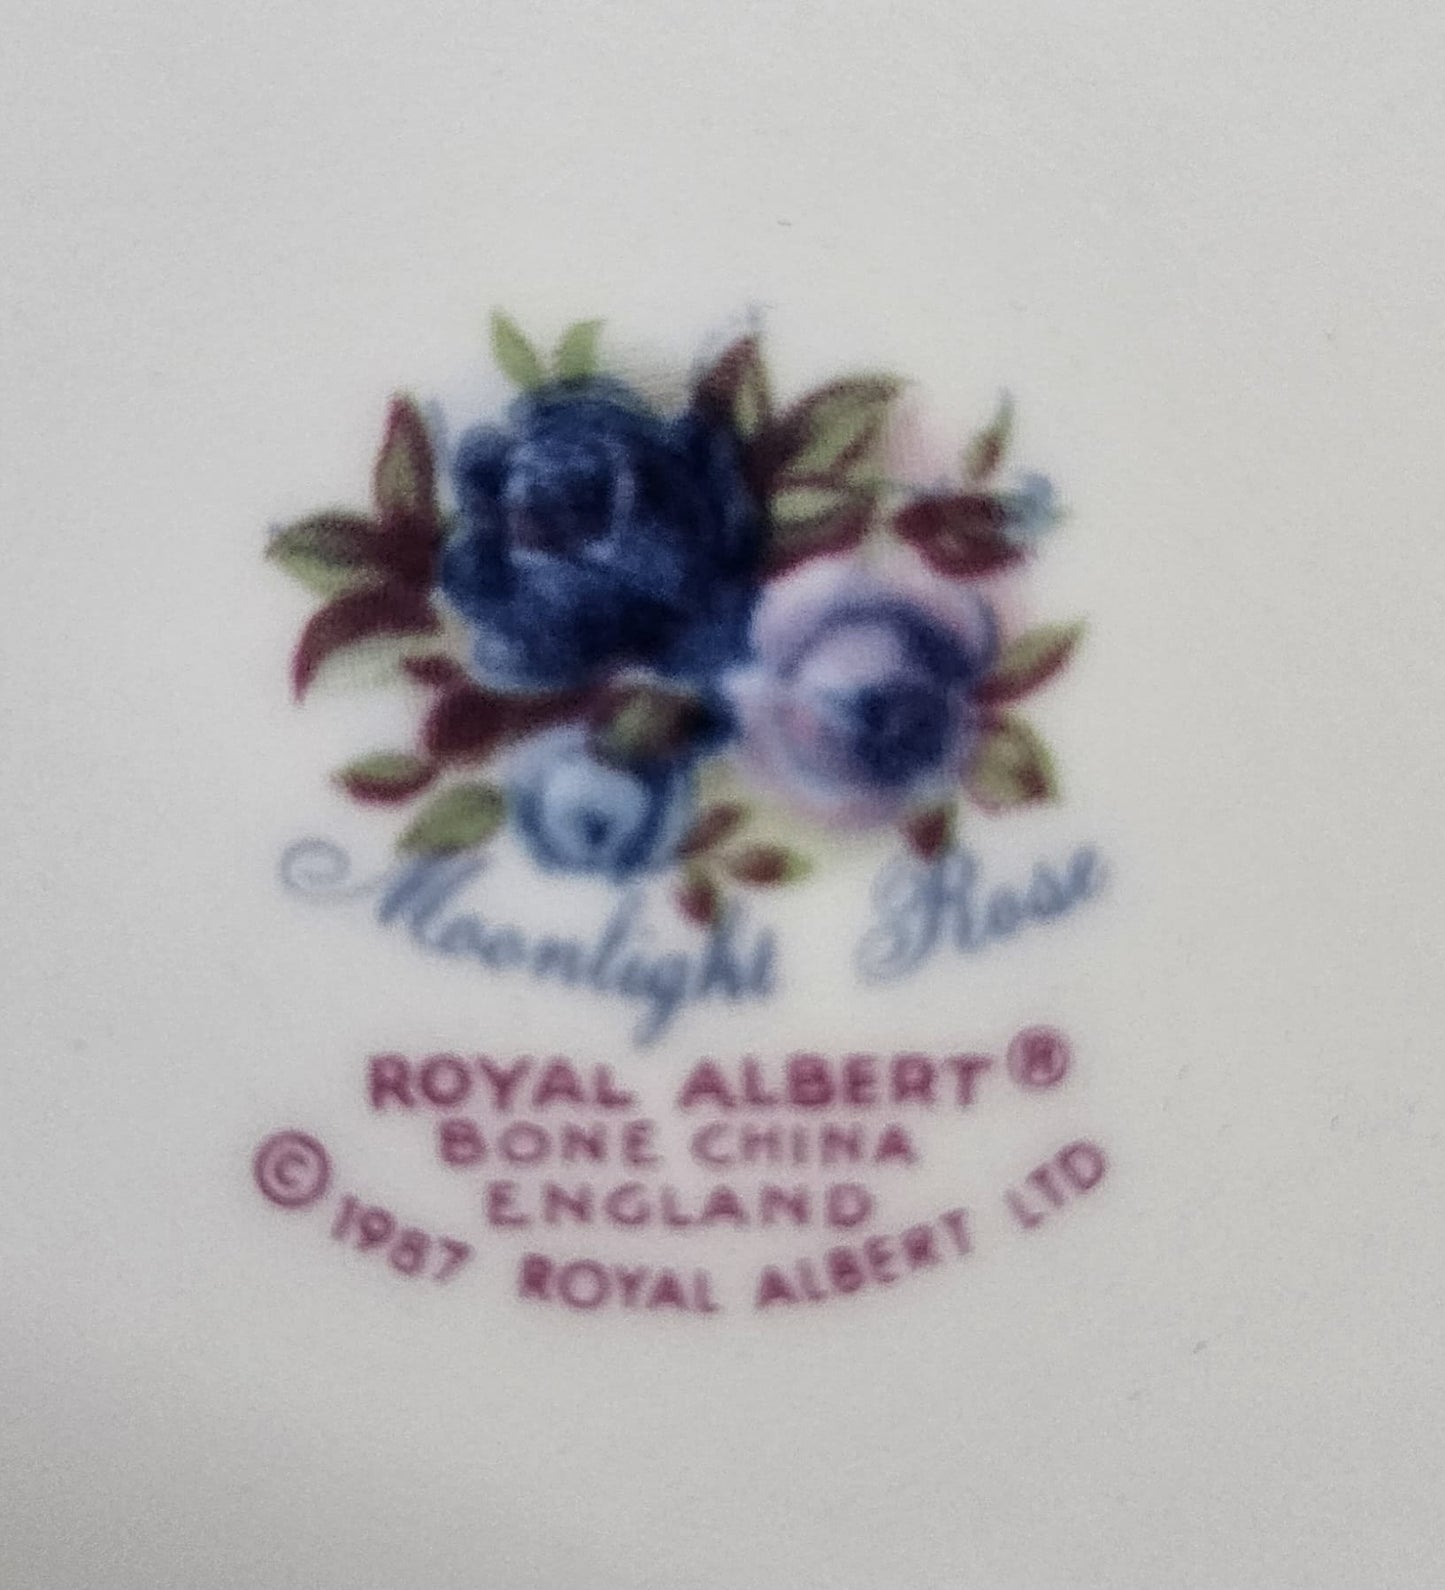 Moonlight Rose
ROYAL ALBERT®
BONE CHINA
ENGLAND
© 1987 ROYAL ALBERT LTD